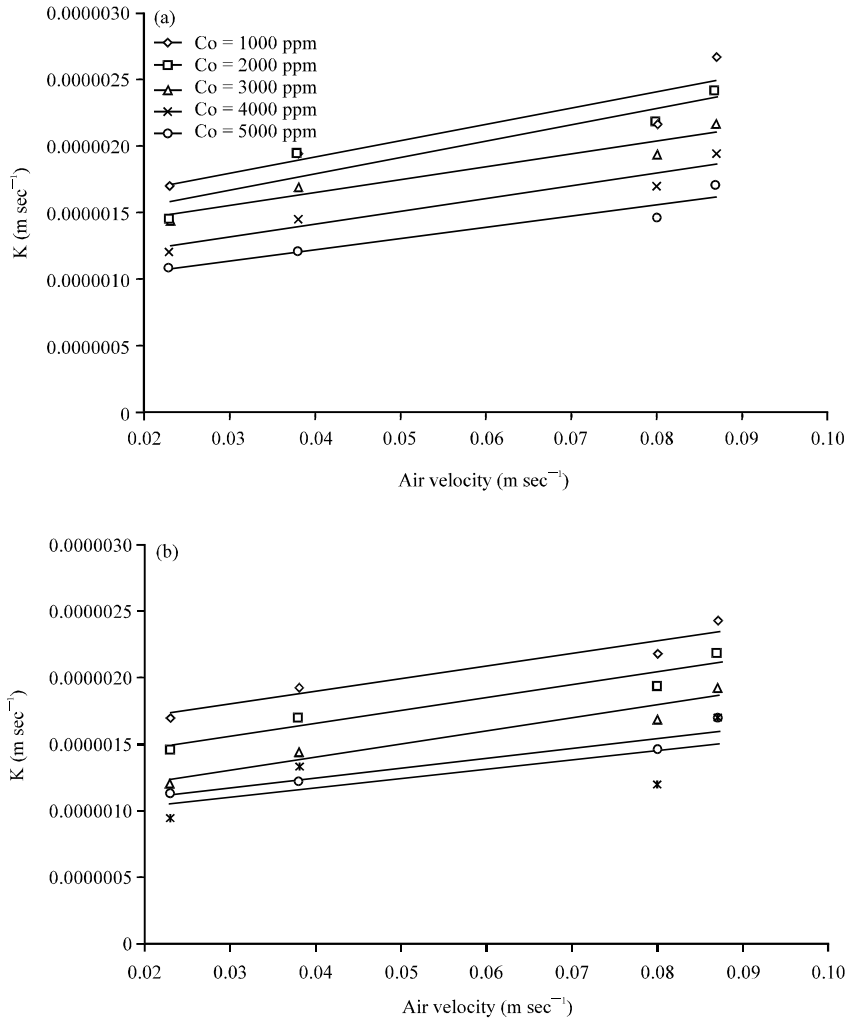 (a)
0.0000030
0.0000025
0.0000020
0.0000015
0.0000010
0.0000005
0
K (m sec⁻¹)
Co = 1000 ppm
Co = 2000 ppm
Co = 3000 ppm
Co = 4000 ppm
Co = 5000 ppm
0.02 0.03 0.04 0.05 0.06 0.07 0.08 0.09 0.10
Air velocity (m sec⁻¹)
(b)
0.0000030
0.0000025
0.0000020
0.0000015
0.0000010
0.0000005
0
K (m sec⁻¹)
0.02 0.03 0.04 0.05 0.06 0.07 0.08 0.09 0.10
Air velocity (m sec⁻¹)